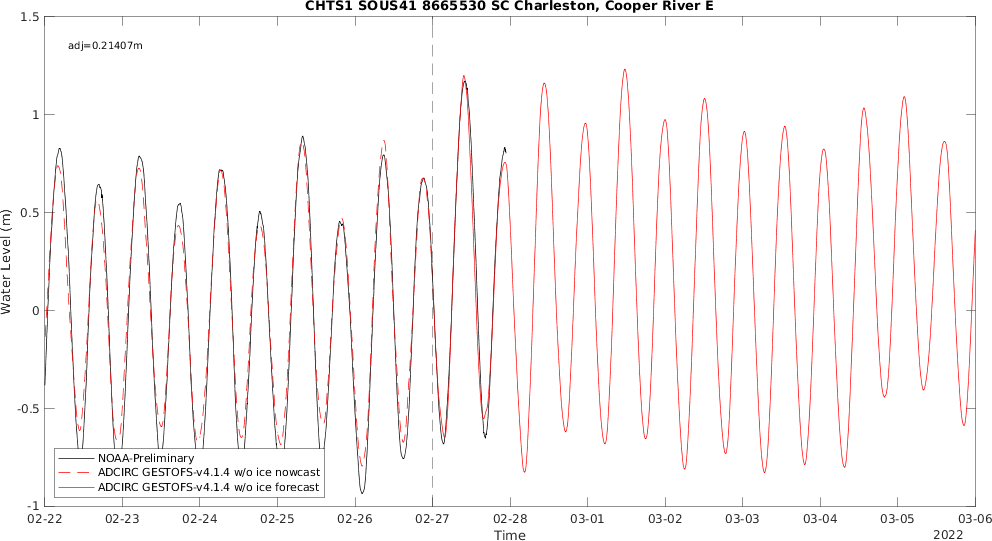 CHTS1 SOUS41 8665530 SC Charleston, Cooper River E
adj=0.21407m
1.5
1
0.5
0
-0.5
-1
Water Level (m)
NOAA-Preliminary
ADCIRC GESTOFS-v4.1.4 w/o ice nowcast
ADCIRC GESTOFS-v4.1.4 w/o ice forecast
02-22 02-23 02-24 02-25 02-26 02-27 02-28 03-01 03-02 03-03 03-04 03-05 03-06
Time
2022